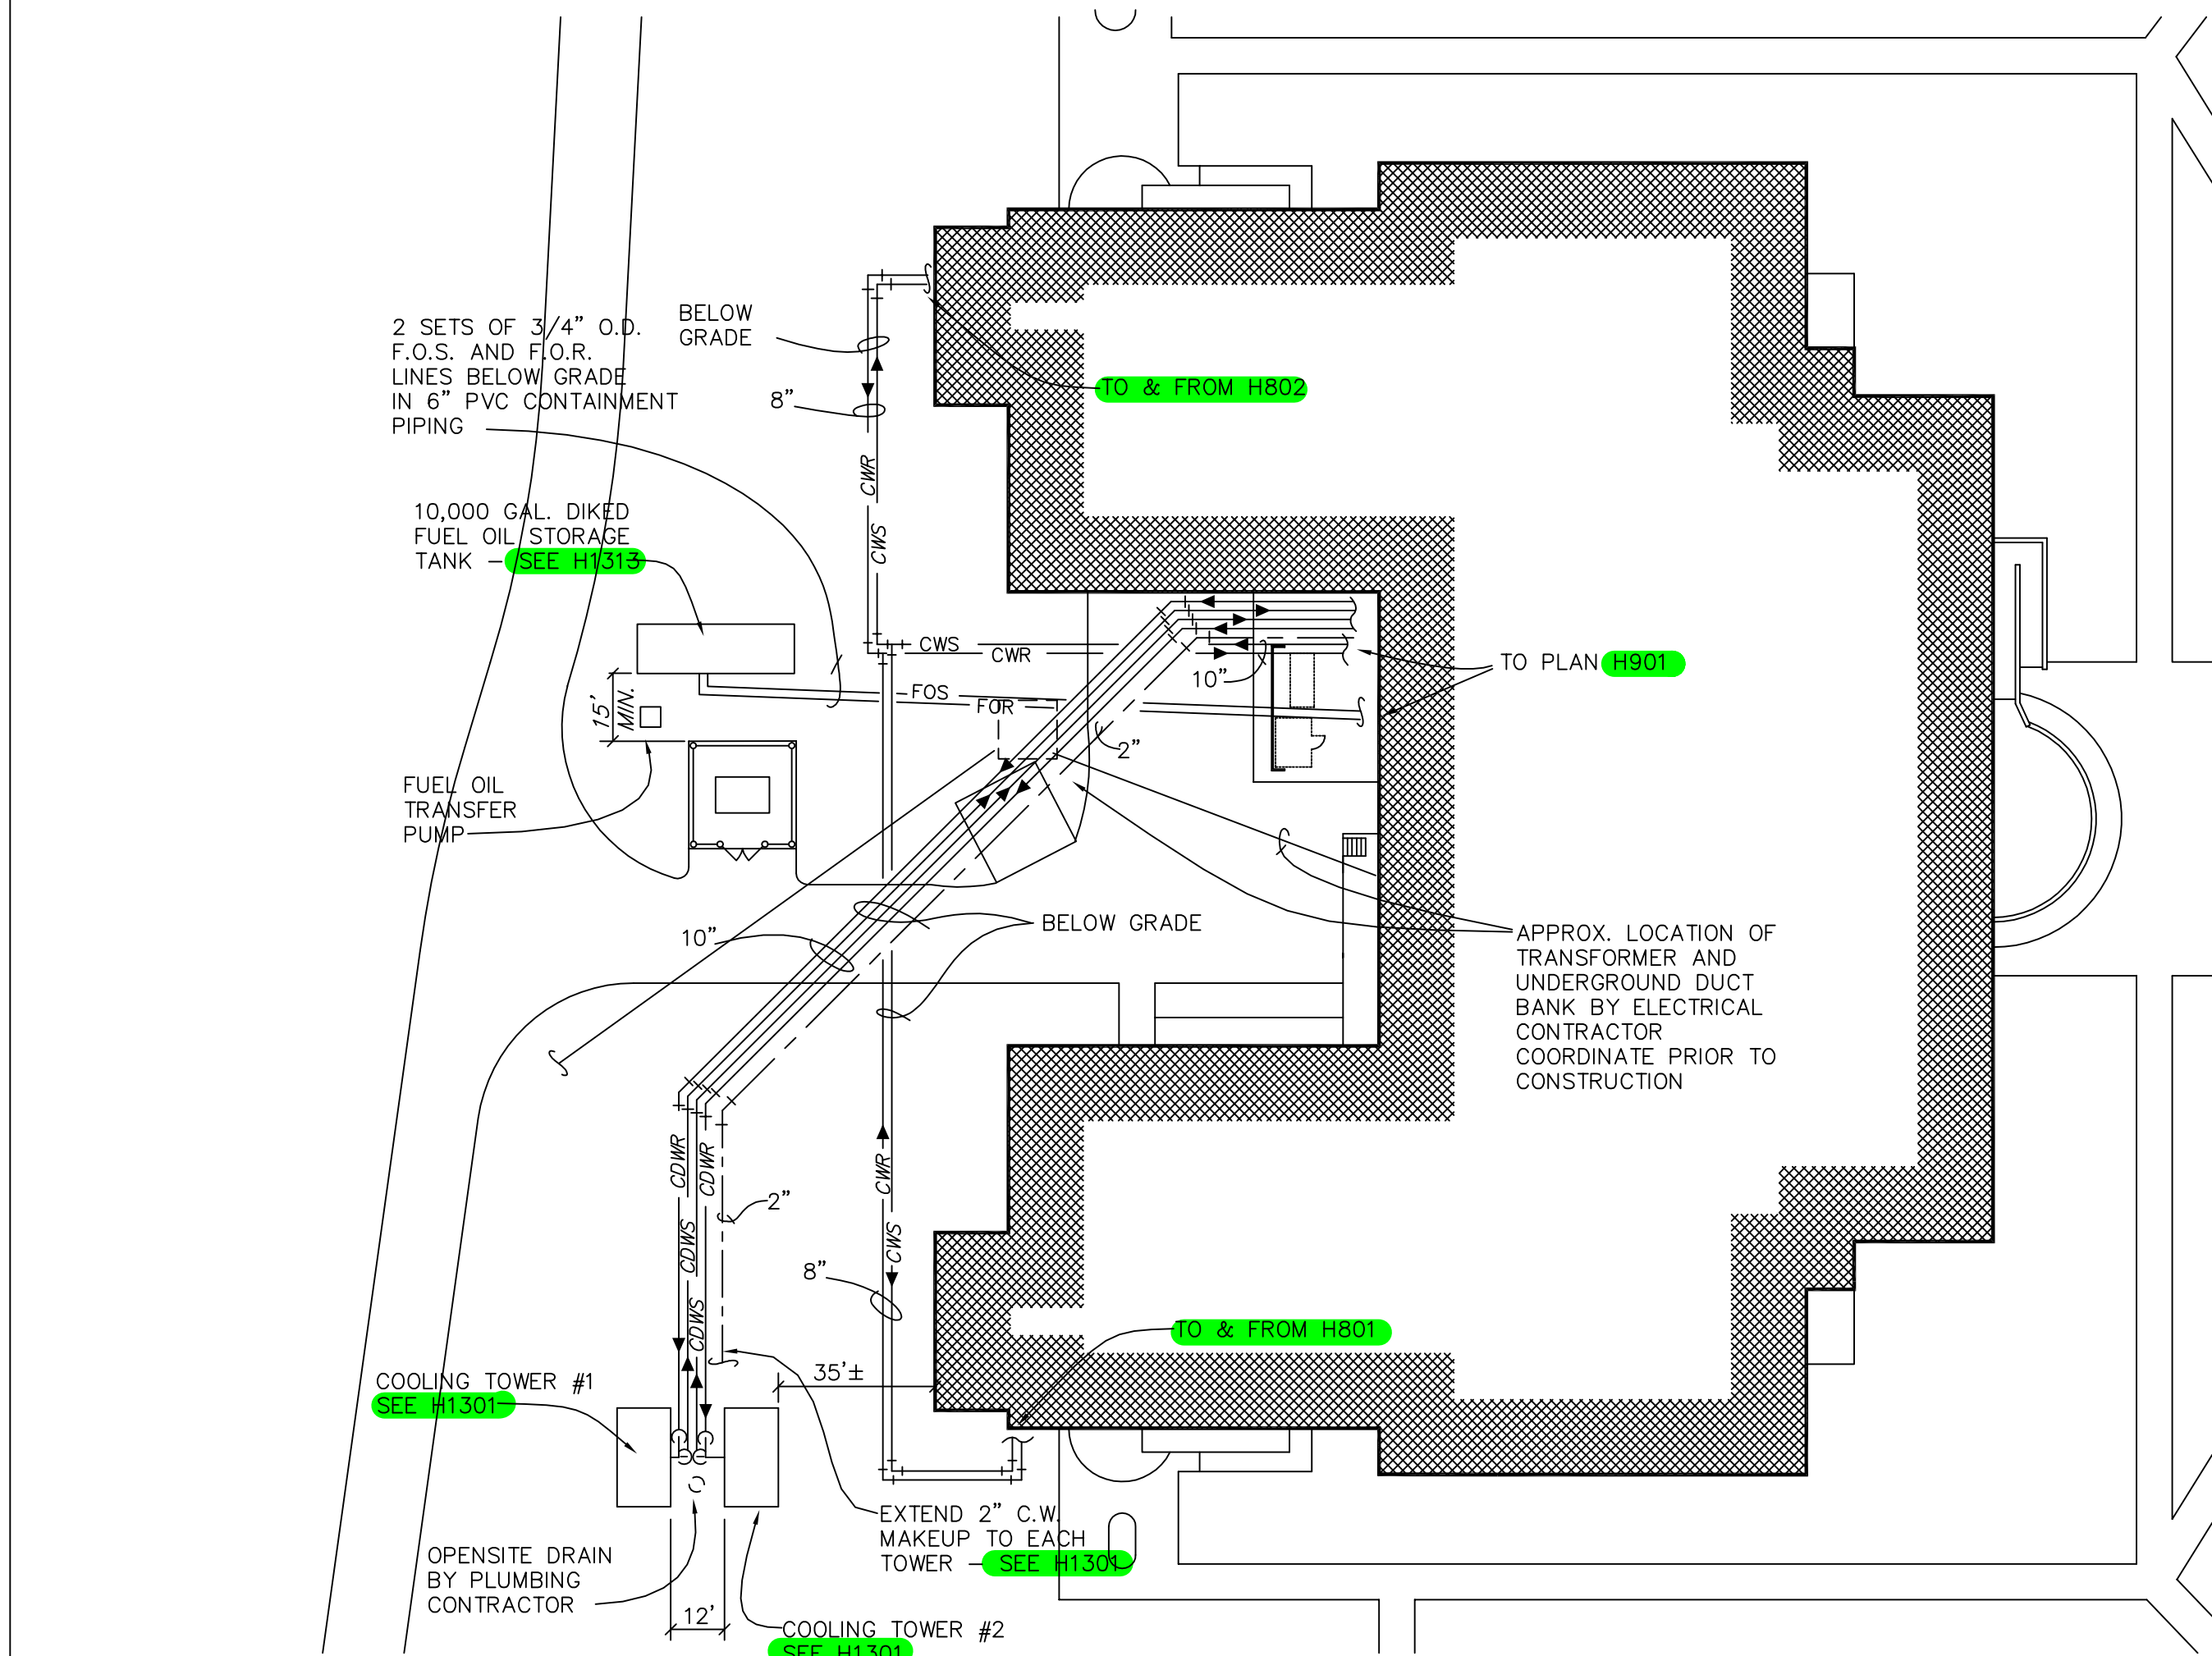 2 SETS OF 3/4" O.D.
F.O.S. AND F.O.R.
LINES BELOW GRADE
IN 6" PVC CONTAINMENT
PIPING
BELOW
GRADE
8"
TO & FROM H802
CWR
CWS
10,000 GAL. DIKED
FUEL OIL STORAGE
TANK - SEE H1313
CWS
CWR
10"
TO PLAN H901
FOS
FOR
15'
MIN.
2"
FUEL OIL
TRANSFER
PUMP
BELOW GRADE
10"
APPROX. LOCATION OF
TRANSFORMER AND
UNDERGROUND DUCT
BANK BY ELECTRICAL
CONTRACTOR
COORDINATE PRIOR TO
CONSTRUCTION
CDWR
CDWR
CWR
2"
CDWS
CWS
8"
CDWS
TO & FROM H801
35'±
COOLING TOWER #1
SEE H1301
EXTEND 2" C.W.
MAKEUP TO EACH
TOWER - SEE H1301
OPENSITE DRAIN
BY PLUMBING
CONTRACTOR
12'
COOLING TOWER #2
SEE H1301